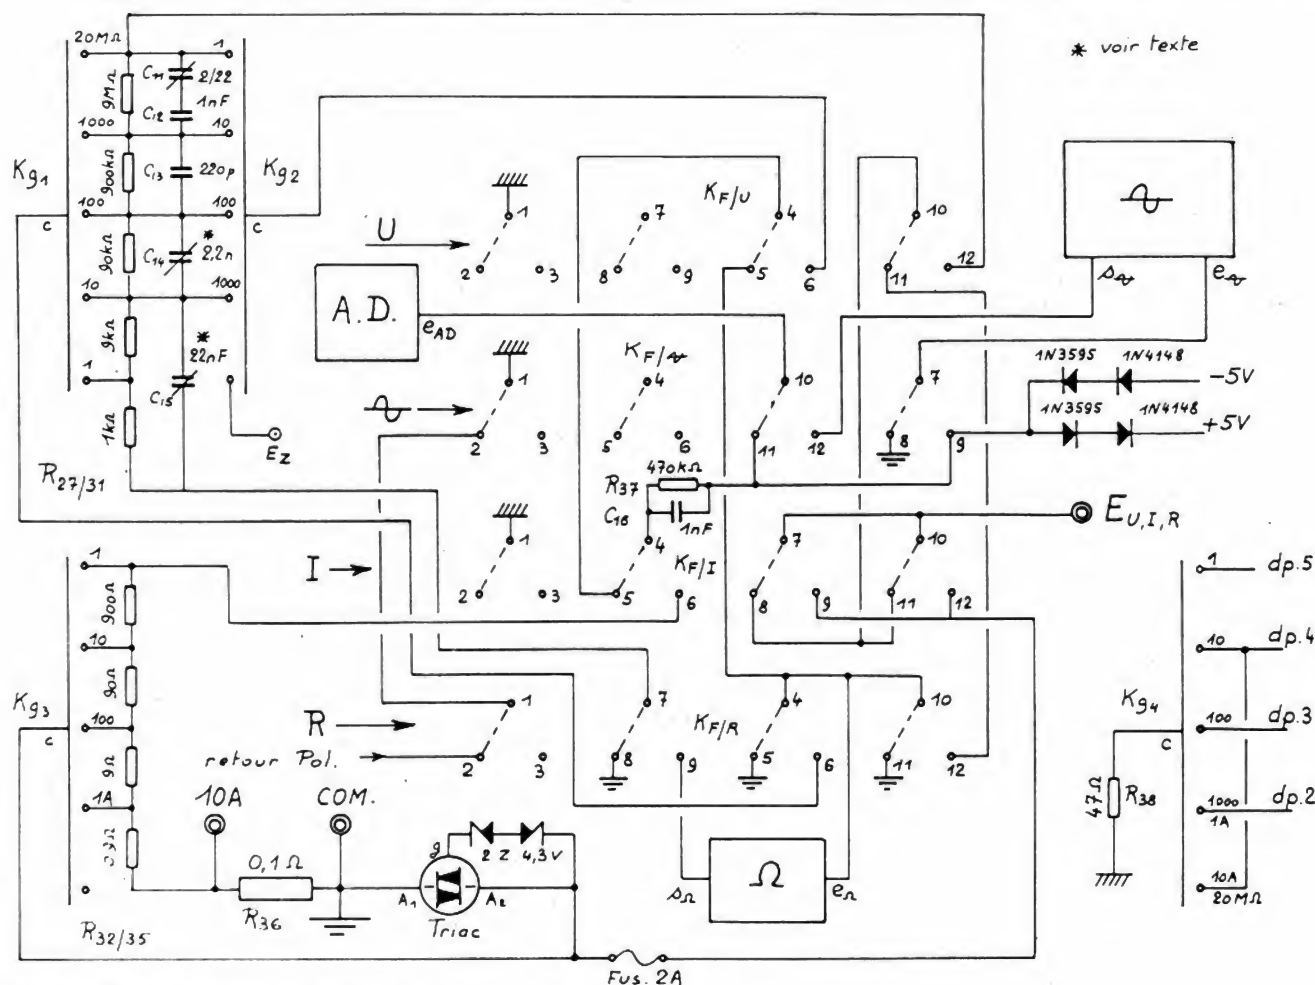 20MΩ
1
* voir texte
C11
2/22
9MΩ
C12
1nF
1000
10
Kg1
900kΩ
C13
220p
Kg2
100
100
c
c
*
90kΩ
C14
2,2n
10
1000
9kΩ
*
22nF
1
C15
1kΩ
EZ
R27/31
U
1
7
KF/U
4
10
2
3
8
9
5
6
11
12
s∿
e∿
A.D.
eAD
KF/∿
1
4
10
7
1N3595
1N4148
-5V
1N3595
1N4148
+5V
2
3
5
6
11
12
8
9
470kΩ
R37
C16
1nF
EU,I,R
I
1
4
KF/I
7
10
2
3
5
6
8
9
11
12
1
900Ω
10
90Ω
Kg3
100
c
9Ω
1A
0,9Ω
R32/35
R
1
7
KF/R
4
10
retour Pol.
2
3
8
9
5
6
11
12
10A
COM.
0,1Ω
R36
g
2 Z.
4,3V
A1
A2
Triac
sΩ
Ω
eΩ
Fus. 2A
1
dp.5
10
dp.4
Kg4
100
dp.3
c
47Ω
R38
1000
dp.2
1A
10A
20MΩ